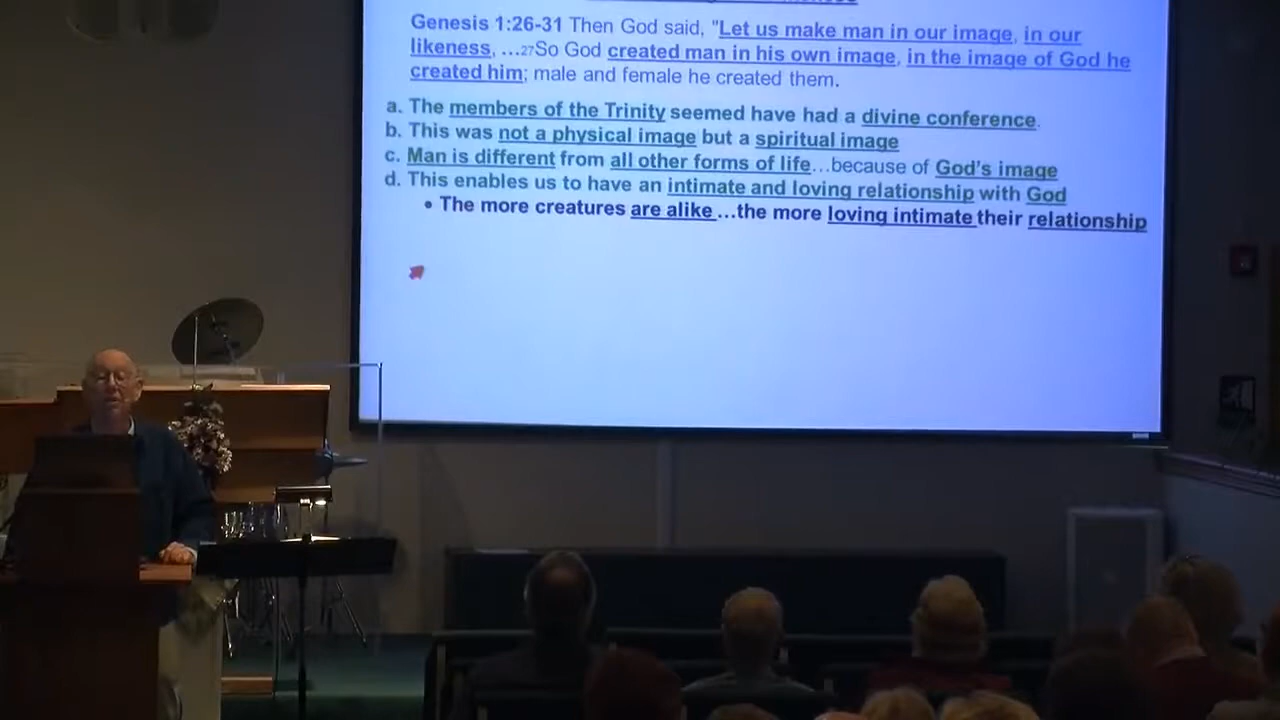 Genesis 1:26-31 Then God said, "Let us make man in our image, in our
likeness, …27So God created man in his own image, in the image of God he
created him; male and female he created them.
a. The members of the Trinity seemed have had a divine conference.
b. This was not a physical image but a spiritual image
c. Man is different from all other forms of life…because of God's image
d. This enables us to have an intimate and loving relationship with God
• The more creatures are alike …the more loving intimate their relationship